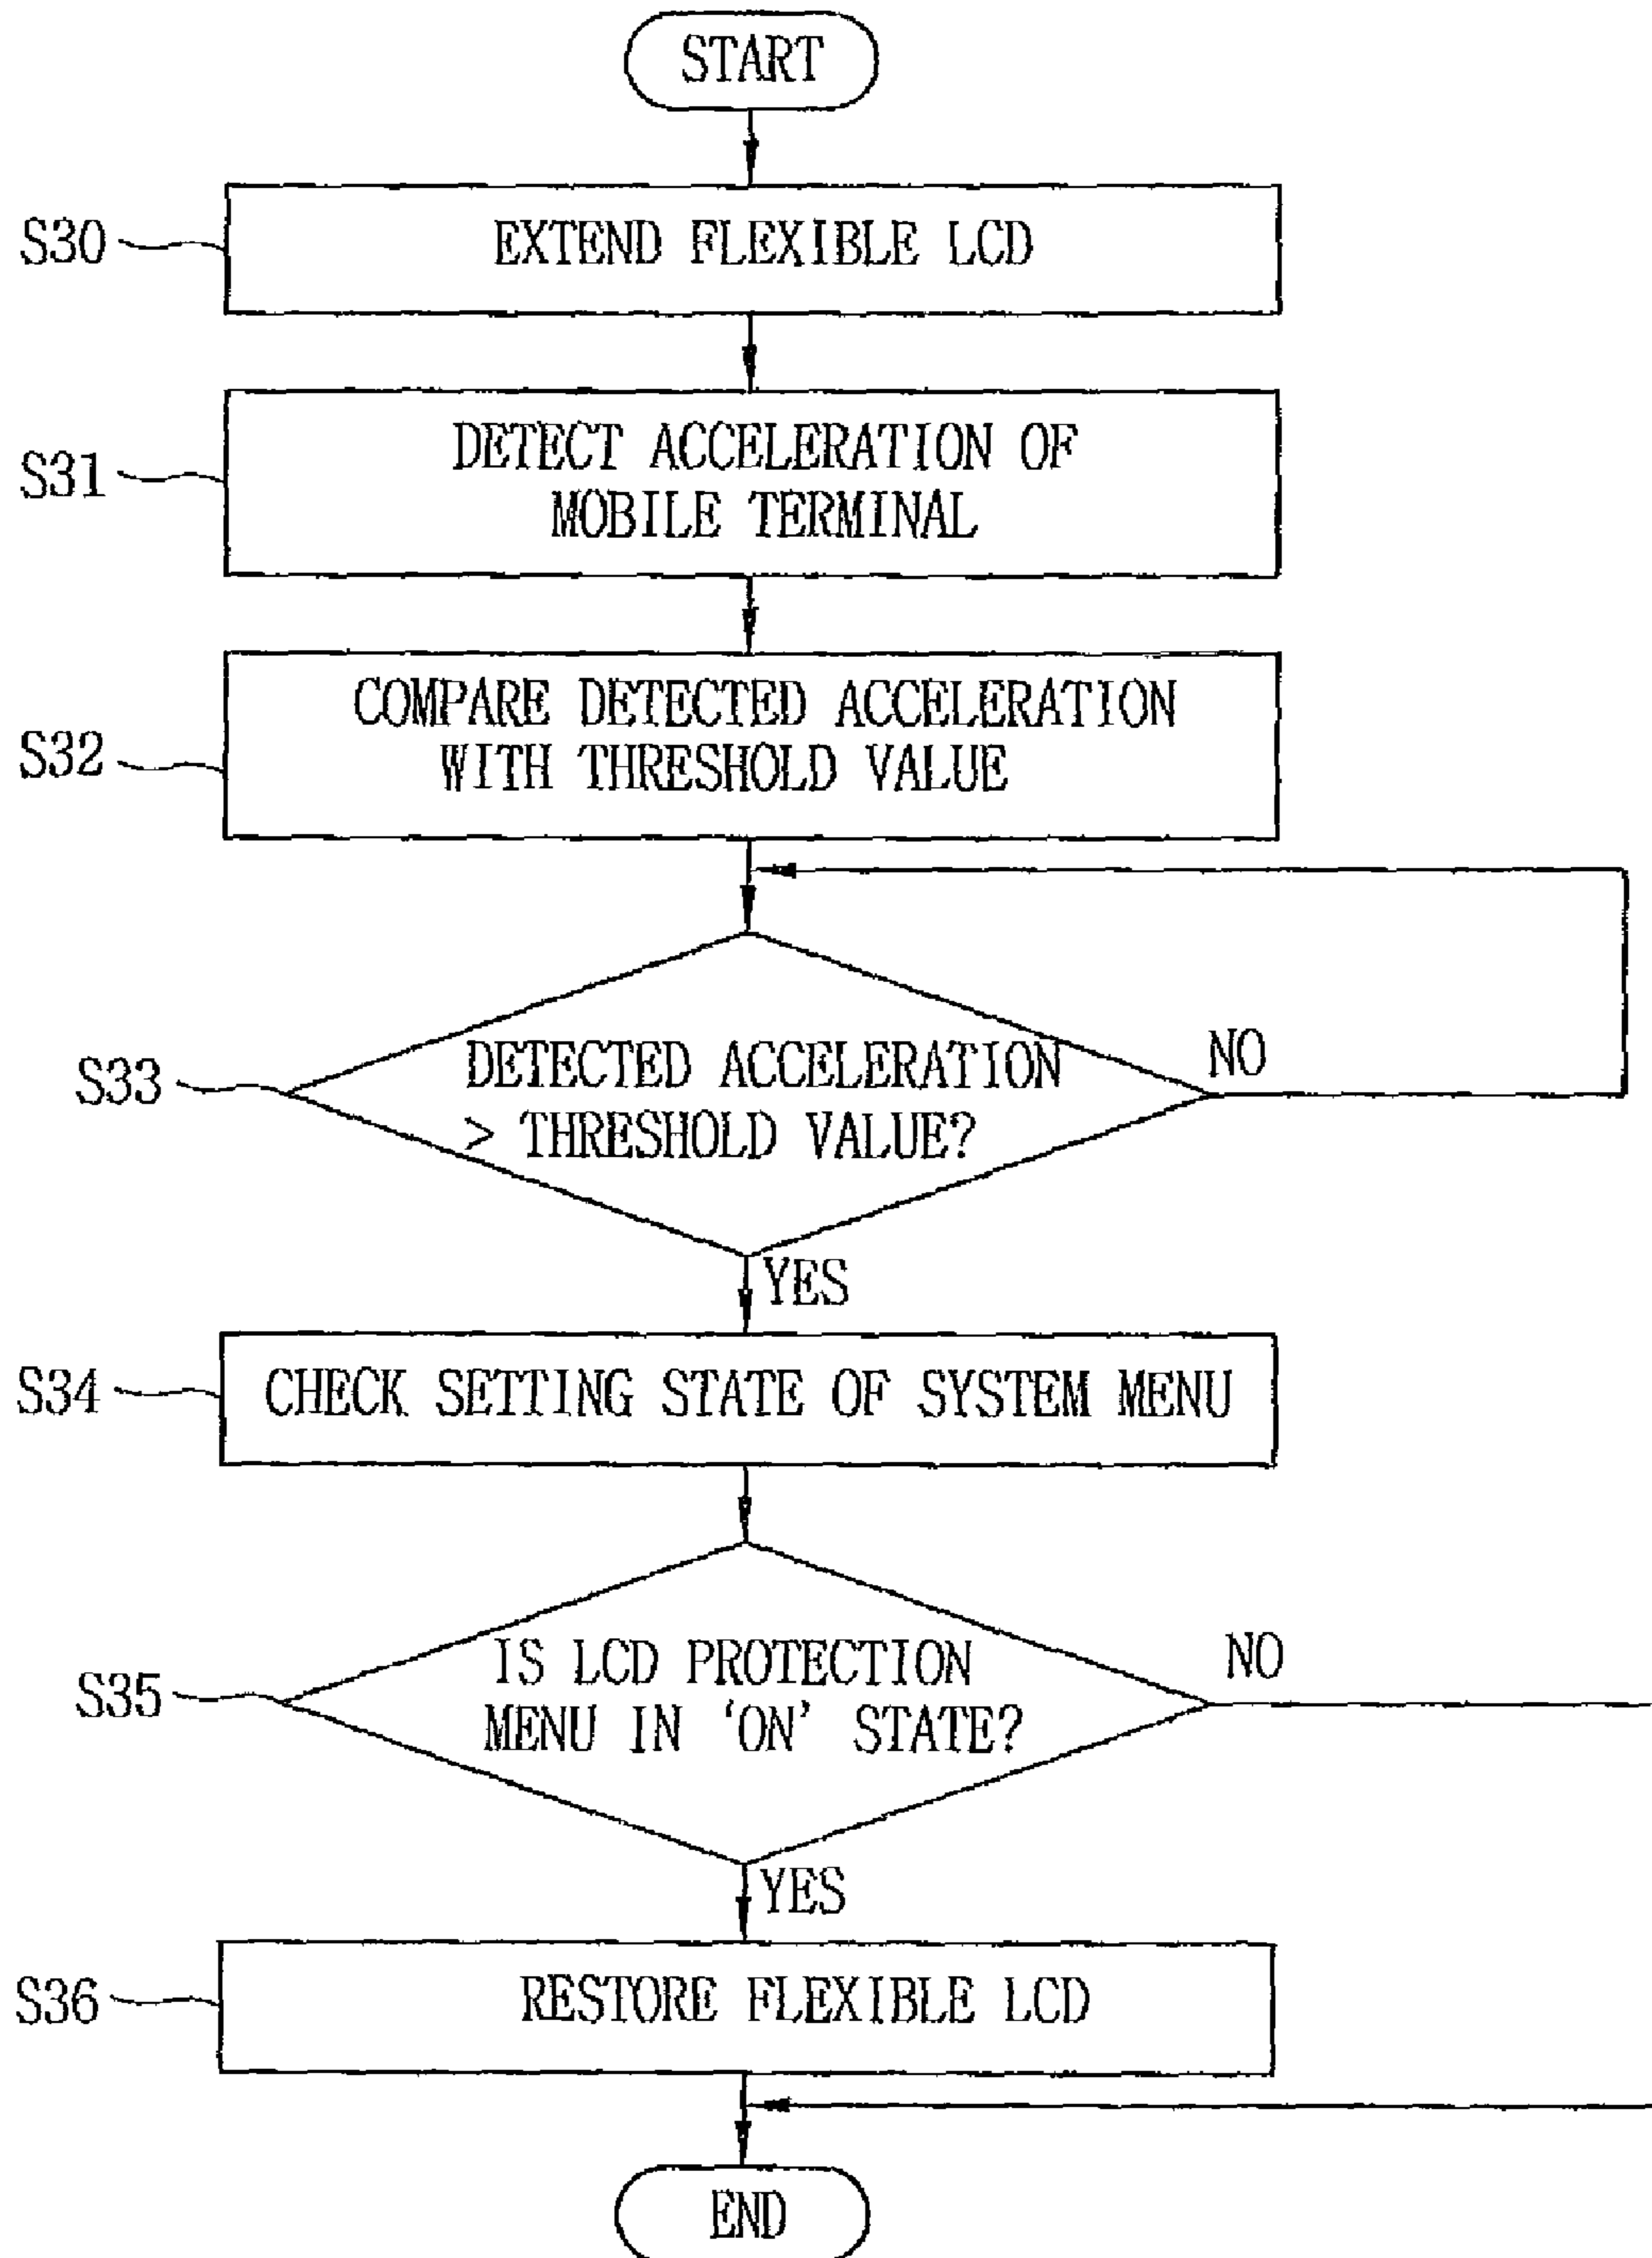 START
S30
EXTEND FLEXIBLE LCD
S31
DETECT ACCELERATION OF
MOBILE TERMINAL
S32
COMPARE DETECTED ACCELERATION
WITH THRESHOLD VALUE
S33
DETECTED ACCELERATION
> THRESHOLD VALUE?
NO
YES
S34
CHECK SETTING STATE OF SYSTEM MENU
S35
IS LCD PROTECTION
MENU IN 'ON' STATE?
NO
YES
S36
RESTORE FLEXIBLE LCD
END